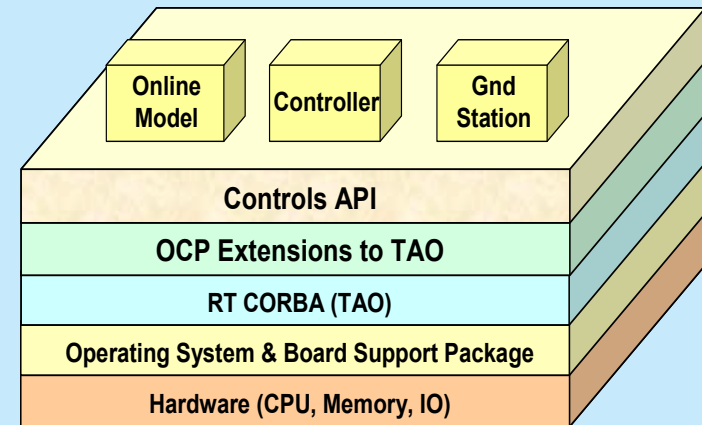 Online
Model
Controller
Gnd
Station
Controls API
OCP Extensions to TAO
RT CORBA (TAO)
Operating System & Board Support Package
Hardware (CPU, Memory, IO)